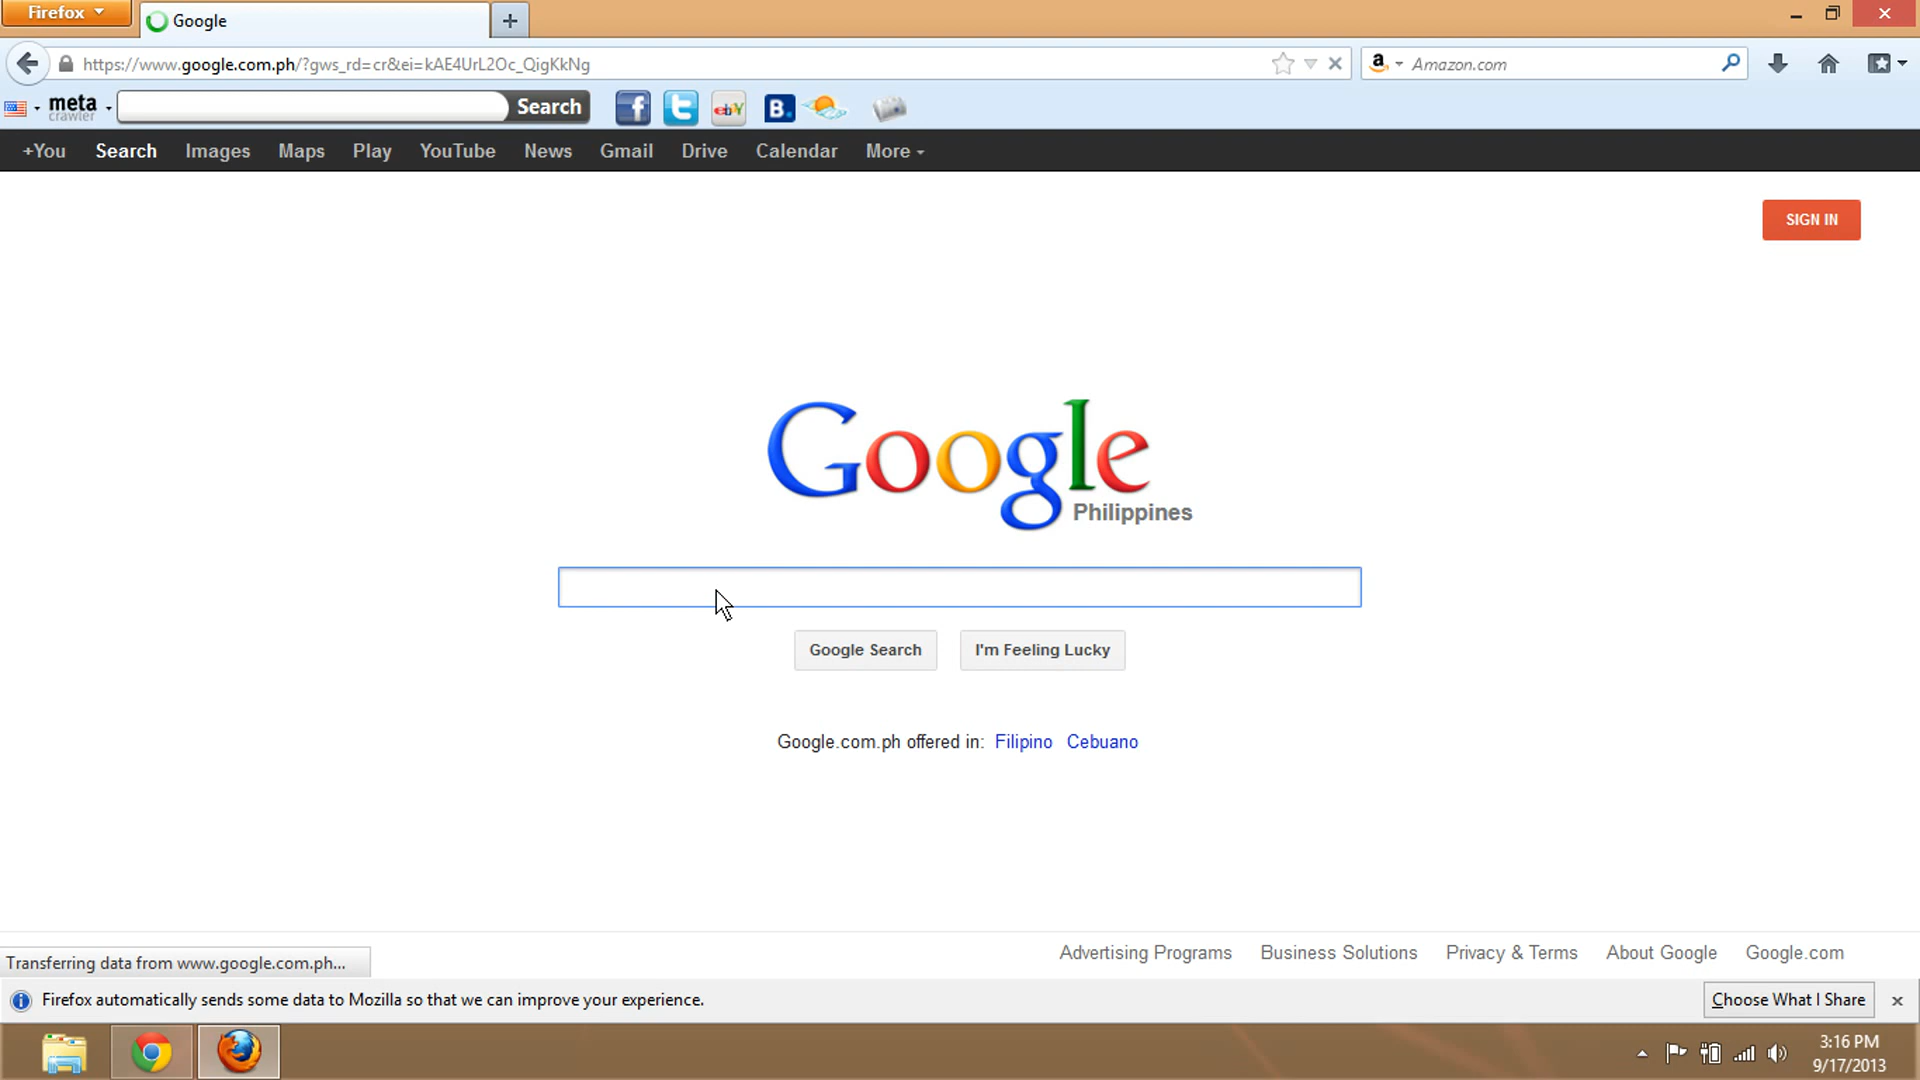 Firefox
Google
https://www.google.com.ph/?gws_rd=cr&ei=kAE4UrL2Oc_QigKkNg
a Amazon.com
meta crawler Search f t ebY B.
+You Search Images Maps Play YouTube News Gmail Drive Calendar More
SIGN IN
Google
Philippines
Google Search I'm Feeling Lucky
Google.com.ph offered in: Filipino Cebuano
Advertising Programs Business Solutions Privacy & Terms About Google Google.com
Transferring data from www.google.com.ph...
Firefox automatically sends some data to Mozilla so that we can improve your experience. Choose What I Share
3:16 PM
9/17/2013